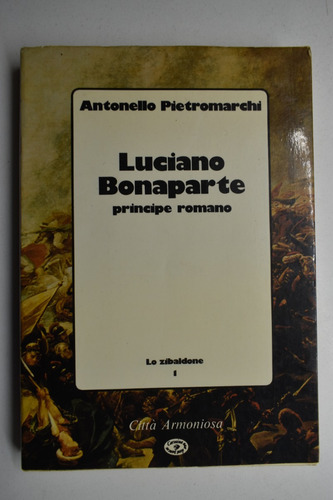 Antonello Pietromarchi
Luciano
Bonaparte
principe romano
Lo zibaldone
1
Città Armoniosa